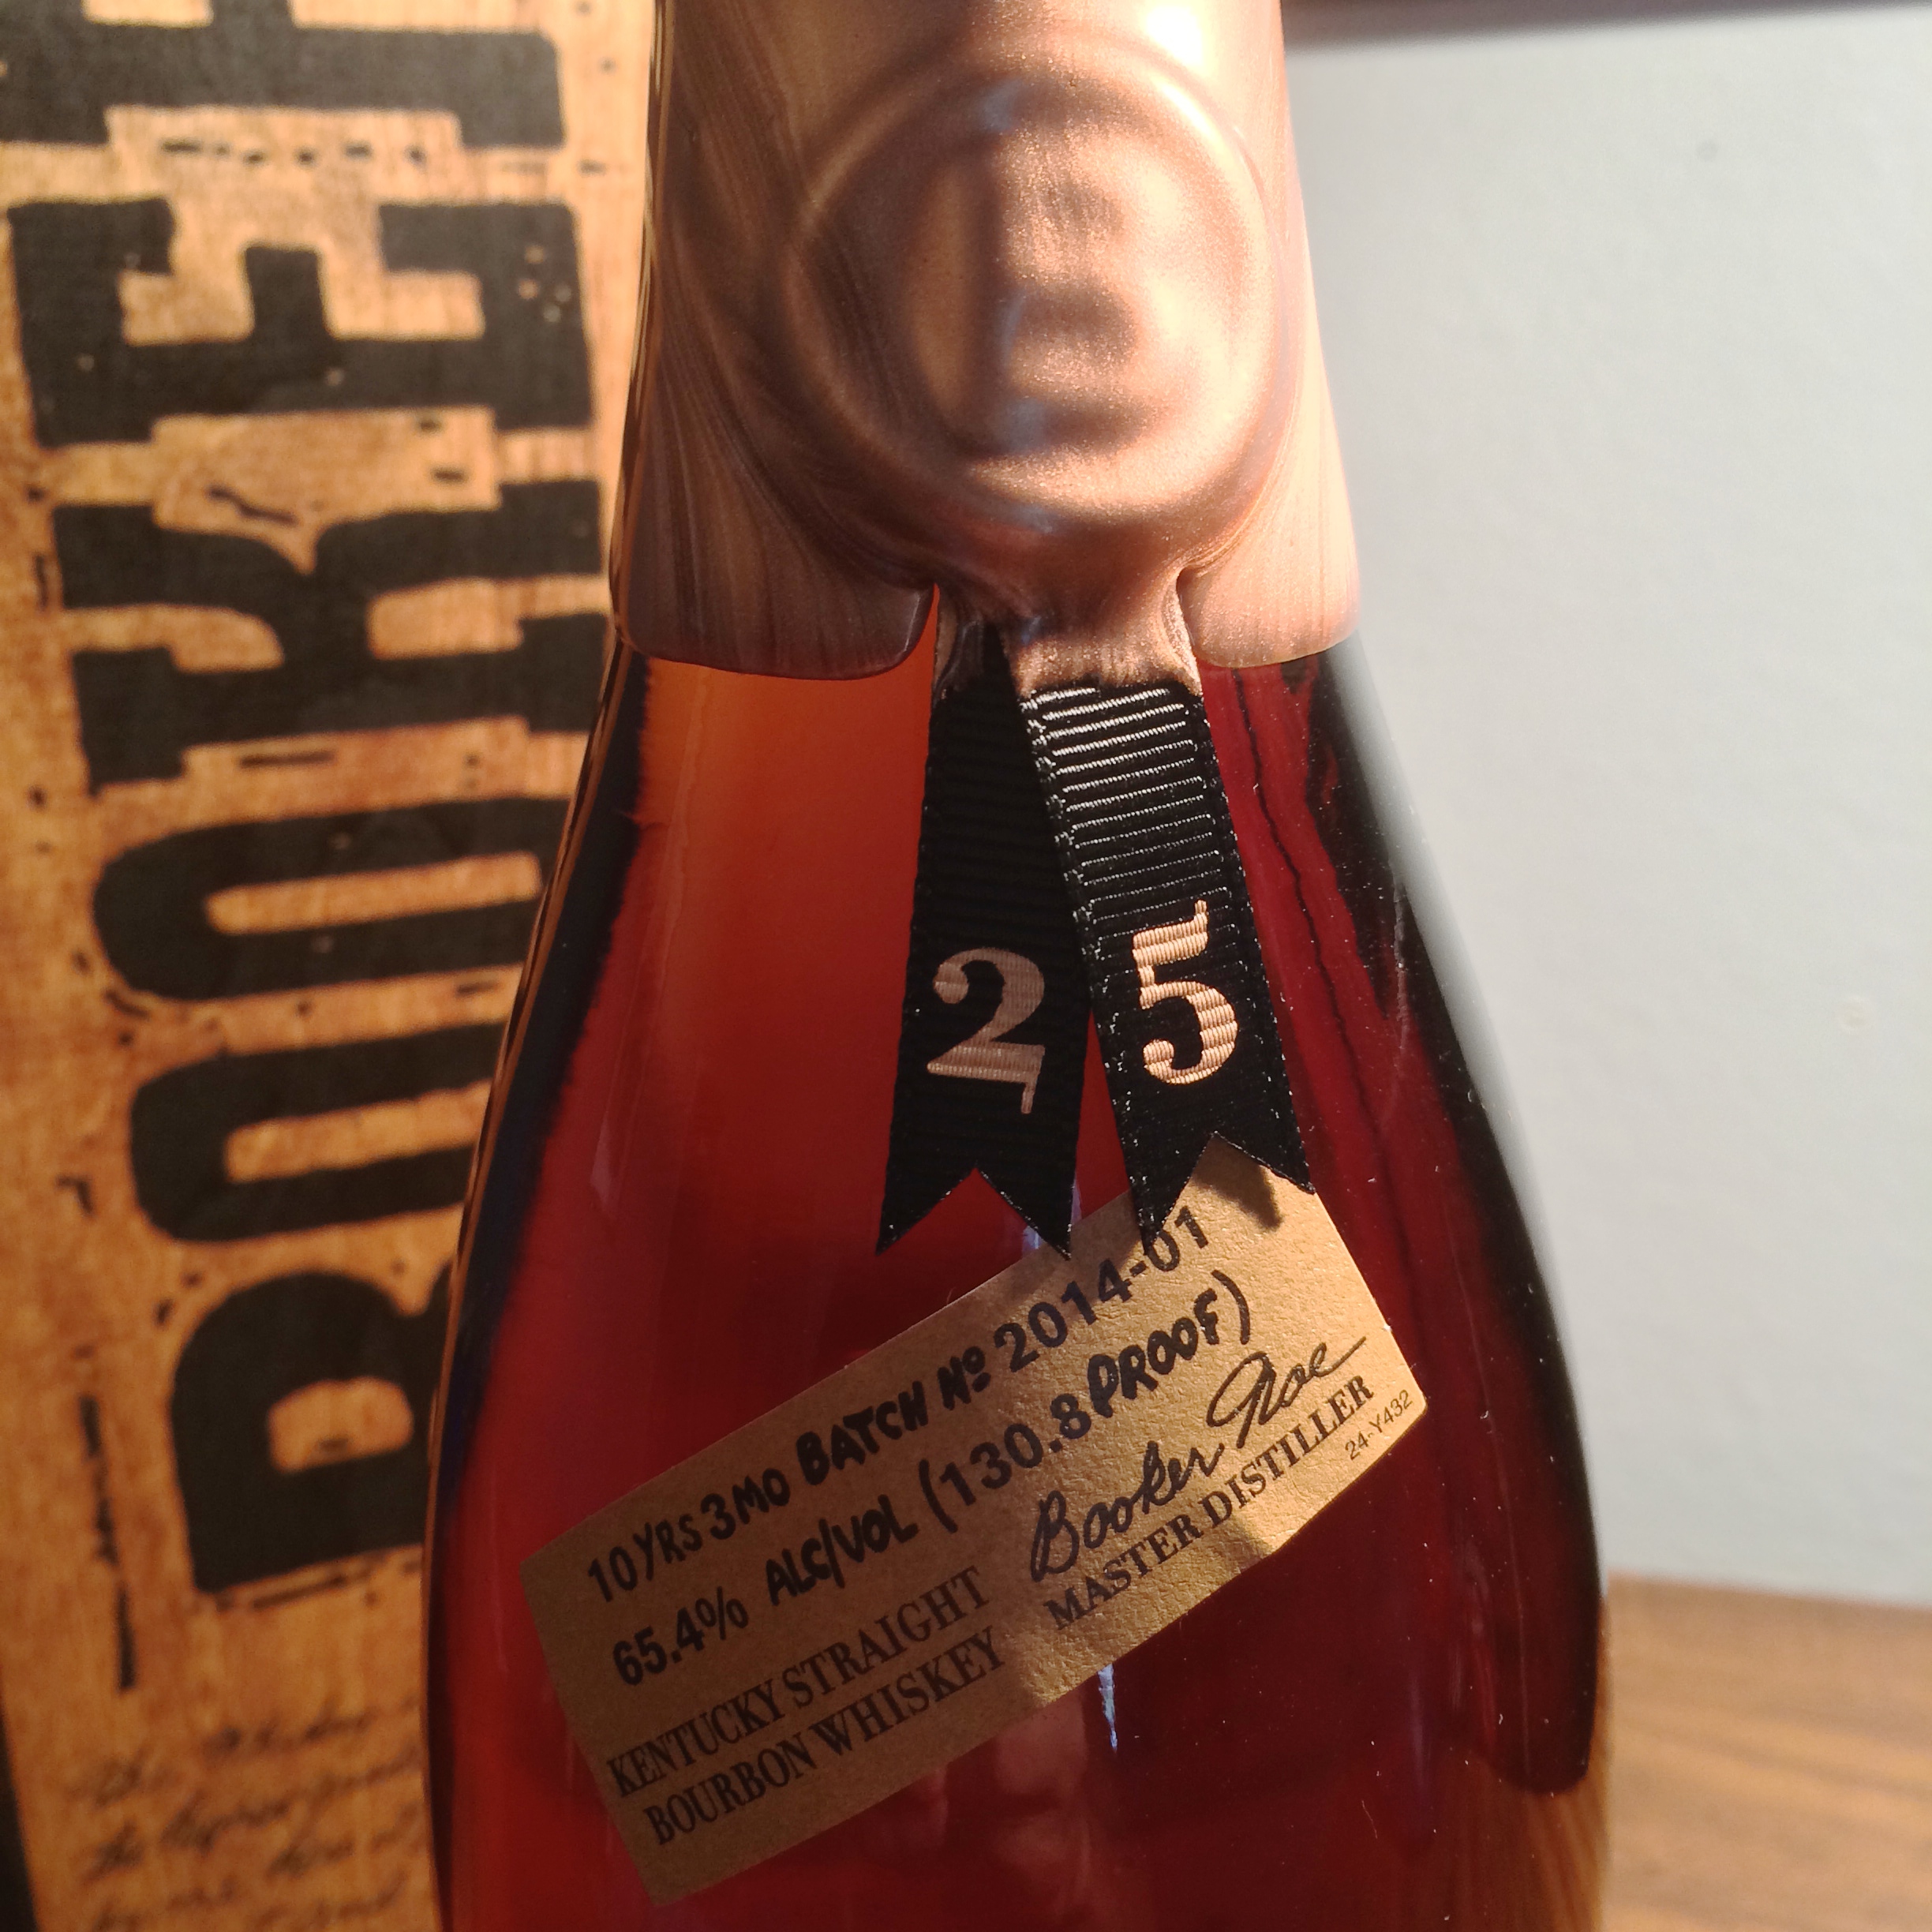 BOOKER
B
2 5
10 YRS 3 MO BATCH Nº 2014-01
65.4% ALC/VOL (130.8 PROOF)
KENTUCKY STRAIGHT
BOURBON WHISKEY
Booker Noe
MASTER DISTILLER
24-Y432